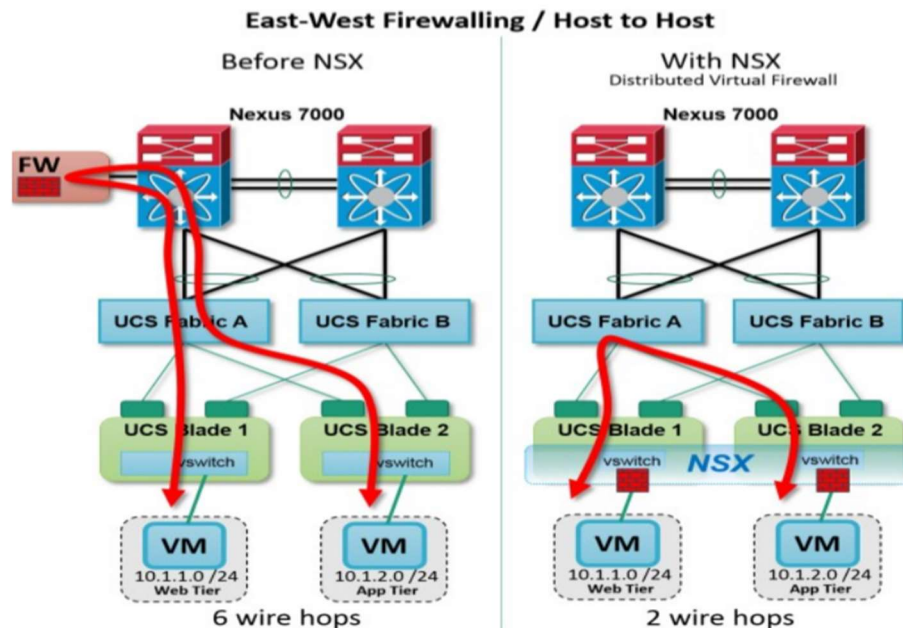 East-West Firewalling / Host to Host
Before NSX
Nexus 7000
FW
UCS Fabric A
UCS Fabric B
UCS Blade 1
UCS Blade 2
vswitch
vswitch
VM
VM
10.1.1.0 /24
10.1.2.0 /24
Web Tier
App Tier
6 wire hops
With NSX
Distributed Virtual Firewall
Nexus 7000
UCS Fabric A
UCS Fabric B
UCS Blade 1
UCS Blade 2
vswitch
NSX
vswitch
VM
VM
10.1.1.0 /24
10.1.2.0 /24
Web Tier
App Tier
2 wire hops